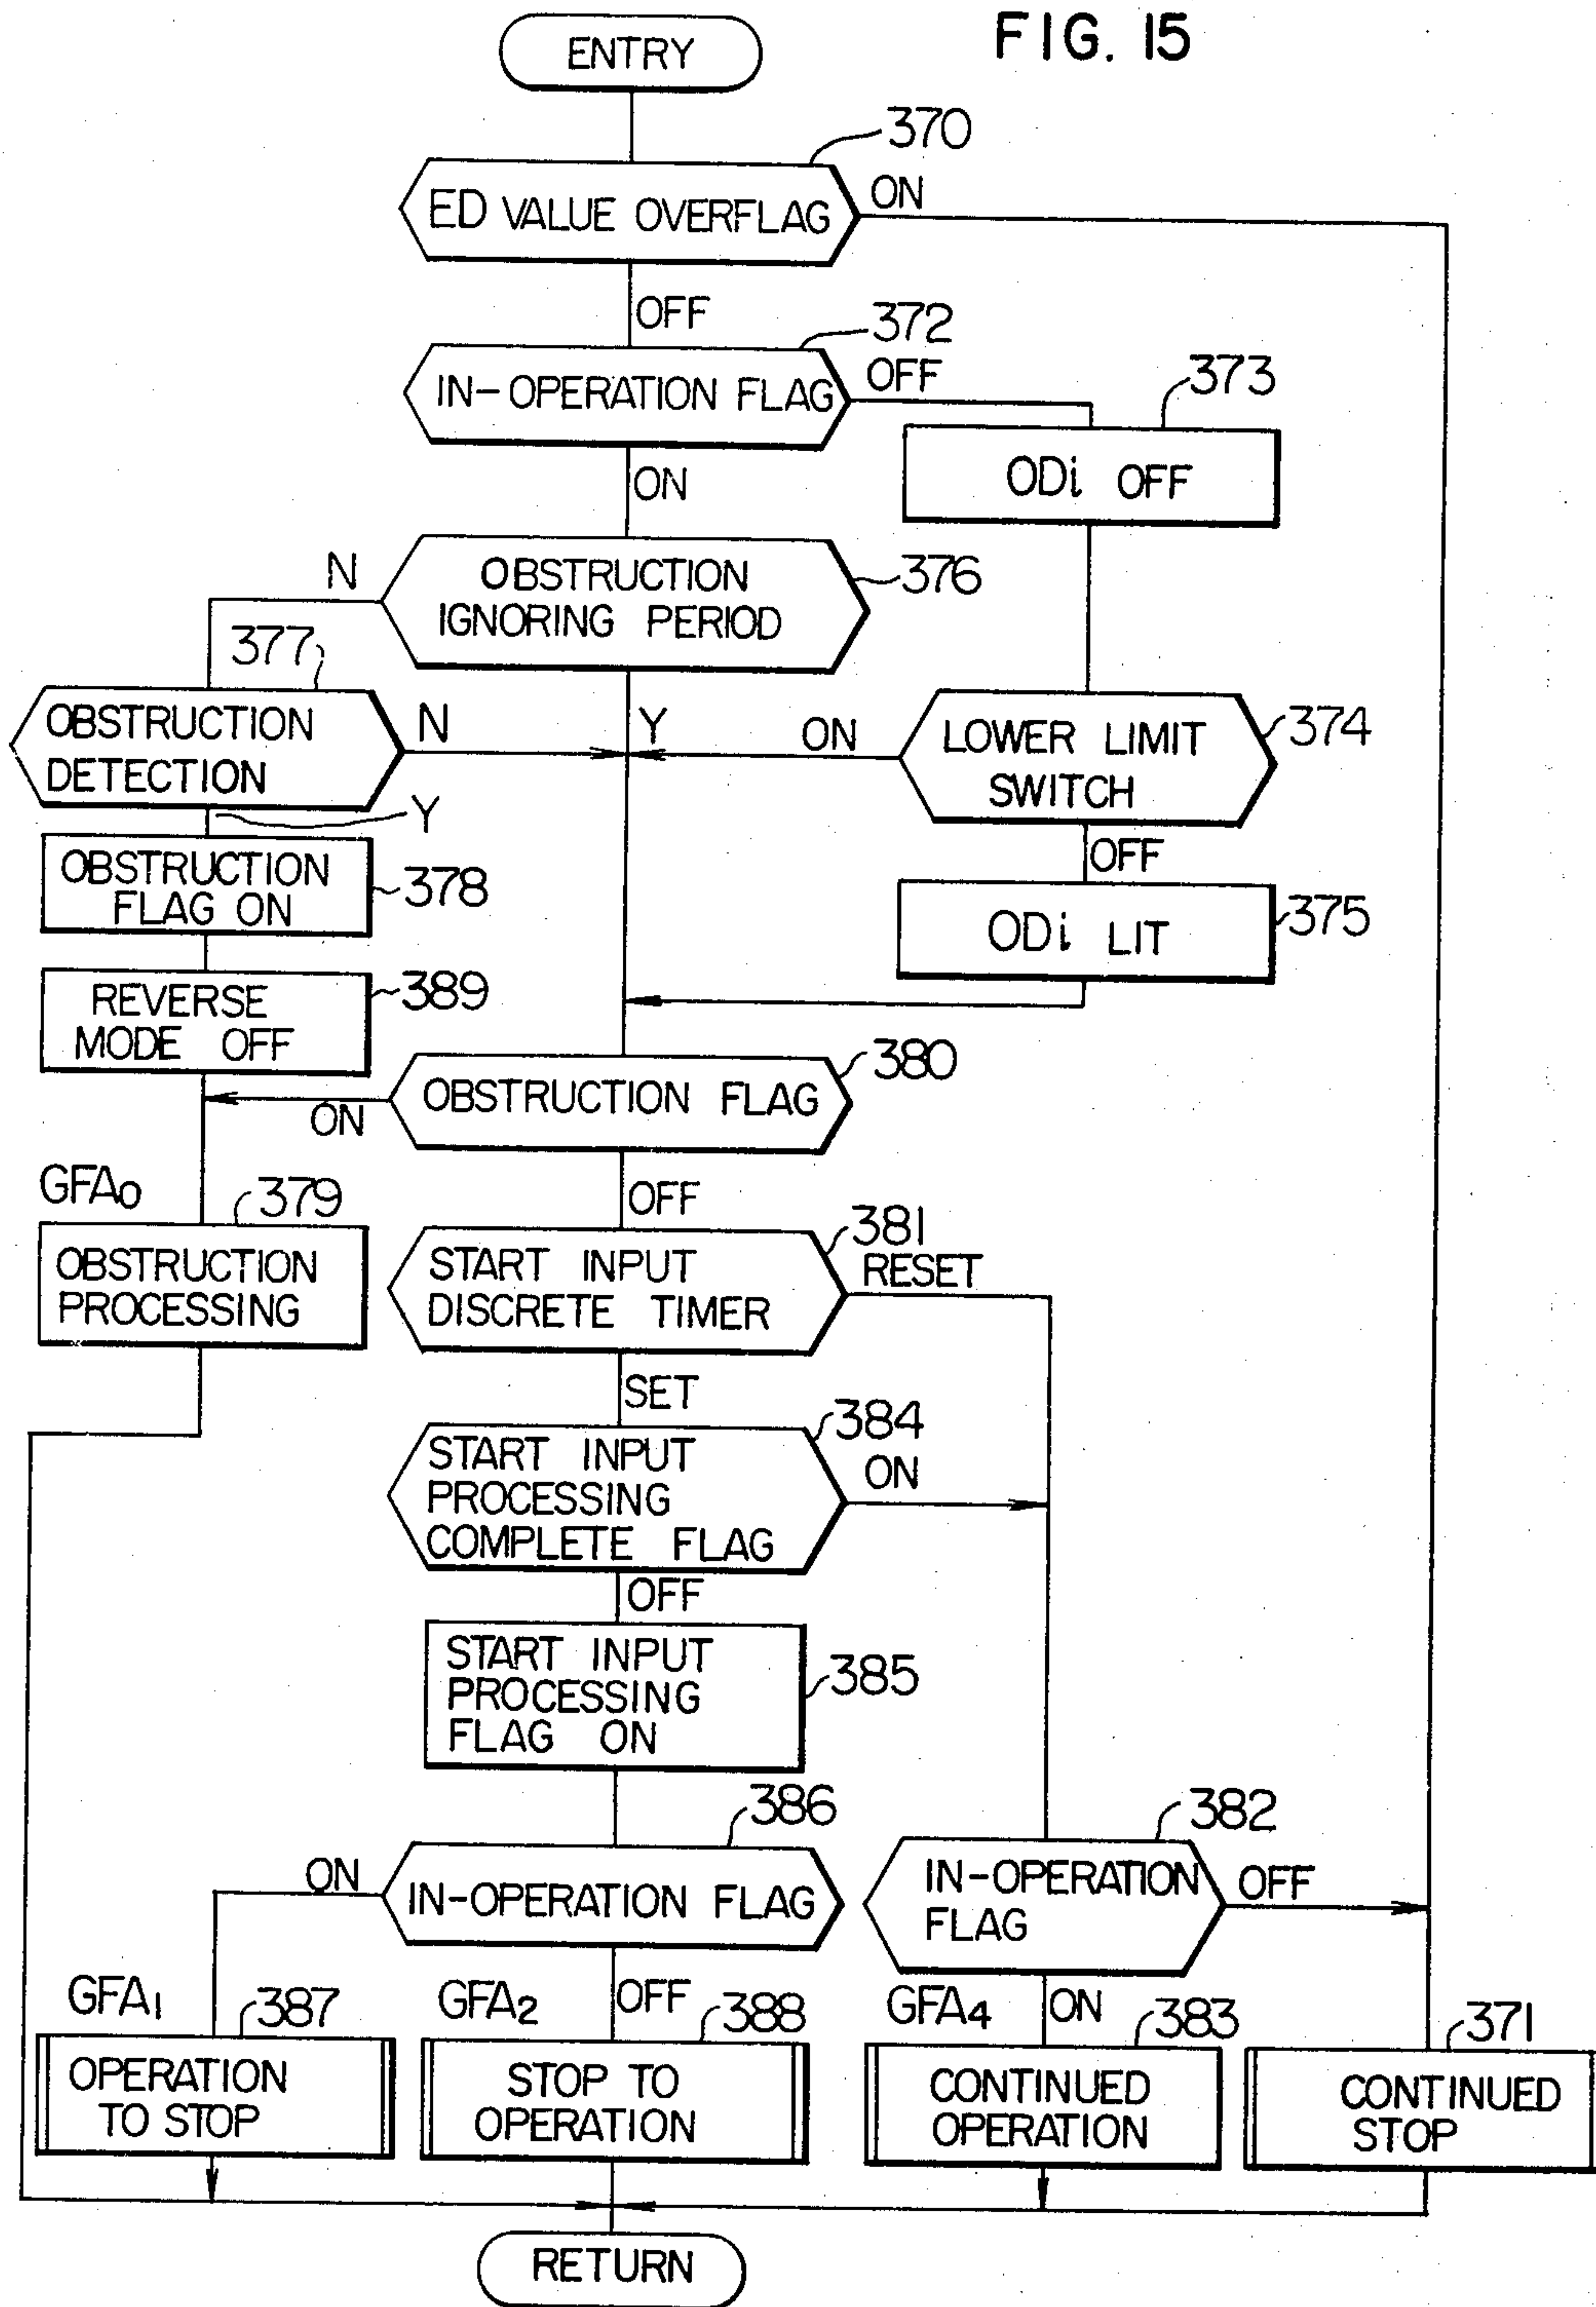 FIG. 15
ENTRY
370
ED VALUE OVERFLAG
ON
OFF
372
IN-OPERATION FLAG
OFF
373
ODi OFF
ON
N
OBSTRUCTION
IGNORING PERIOD
376
377
OBSTRUCTION
DETECTION
N
Y
ON
LOWER LIMIT
SWITCH
374
Y
OFF
OBSTRUCTION
FLAG ON
378
ODi LIT
375
REVERSE
MODE OFF
389
380
OBSTRUCTION FLAG
ON
GFA0
379
OFF
OBSTRUCTION
PROCESSING
381
START INPUT
DISCRETE TIMER
RESET
SET
384
START INPUT
PROCESSING
COMPLETE FLAG
ON
OFF
START INPUT
PROCESSING
FLAG ON
385
386
382
ON
IN-OPERATION FLAG
IN-OPERATION
FLAG
OFF
GFA1
387
GFA2
OFF
388
GFA4
ON
383
371
OPERATION
TO STOP
STOP TO
OPERATION
CONTINUED
OPERATION
CONTINUED
STOP
RETURN